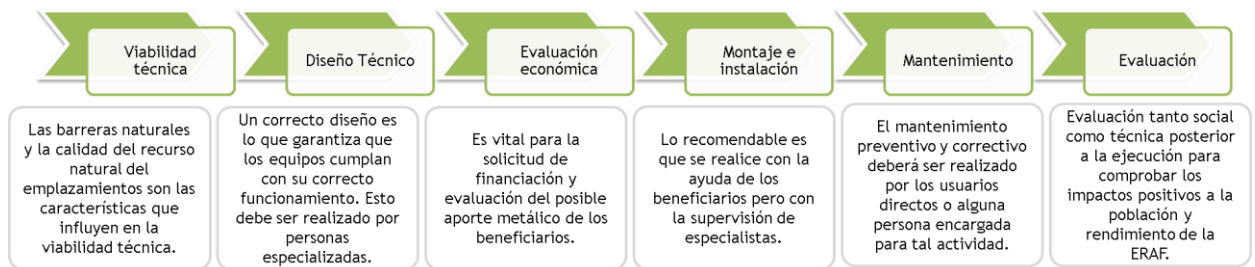 Viabilidad
técnica
Diseño Técnico
Evaluación
económica
Montaje e
instalación
Mantenimiento
Evaluación
Las barreras naturales
y la calidad del recurso
natural del
emplazamientos son las
características que
influyen en la
viabilidad técnica.
Un correcto diseño es
lo que garantiza que
los equipos cumplan
con su correcto
funcionamiento. Esto
debe ser realizado por
personas
especializadas.
Es vital para la
solicitud de
financiación y
evaluación del posible
aporte metálico de los
beneficiarios.
Lo recomendable es
que se realice con la
ayuda de los
beneficiarios pero con
la supervisión de
especialistas.
El mantenimiento
preventivo y correctivo
deberá ser realizado
por los usuarios
directos o alguna
persona encargada
para tal actividad.
Evaluación tanto social
como técnica posterior
a la ejecución para
comprobar los
impactos positivos a la
población y
rendimiento de la
ERAF.